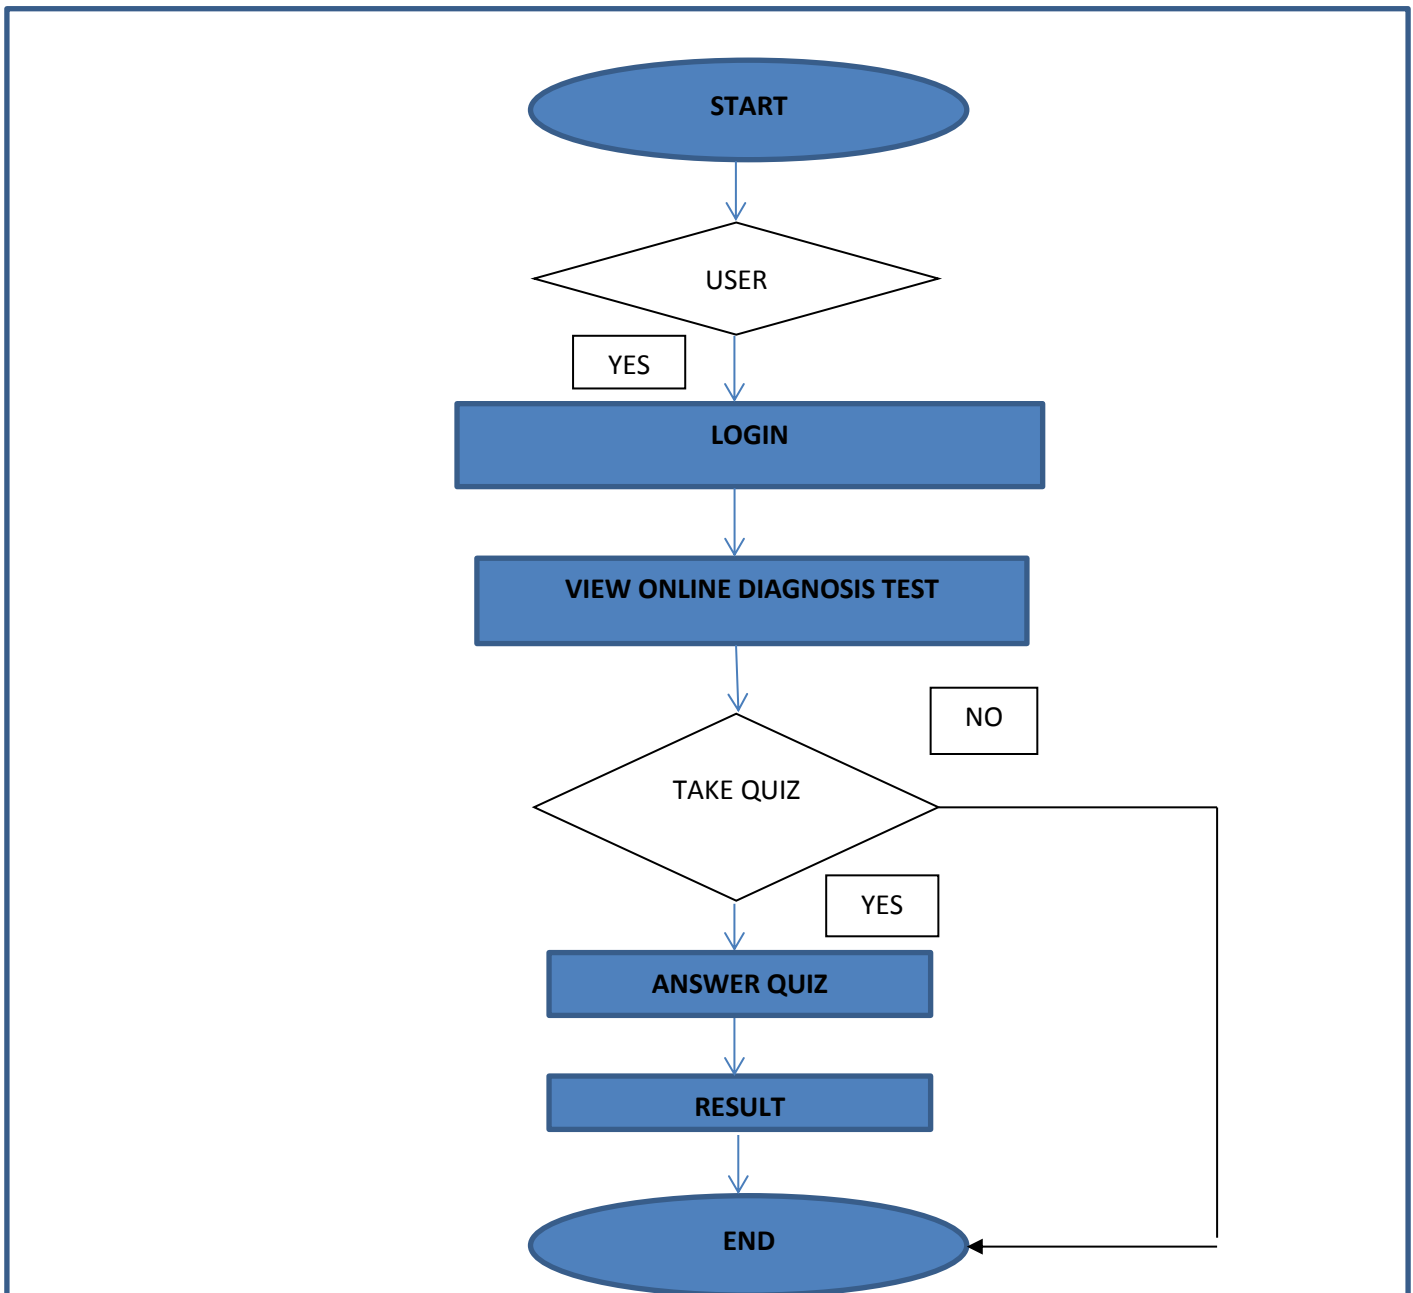 START
USER
YES
LOGIN
VIEW ONLINE DIAGNOSIS TEST
NO
TAKE QUIZ
YES
ANSWER QUIZ
RESULT
END